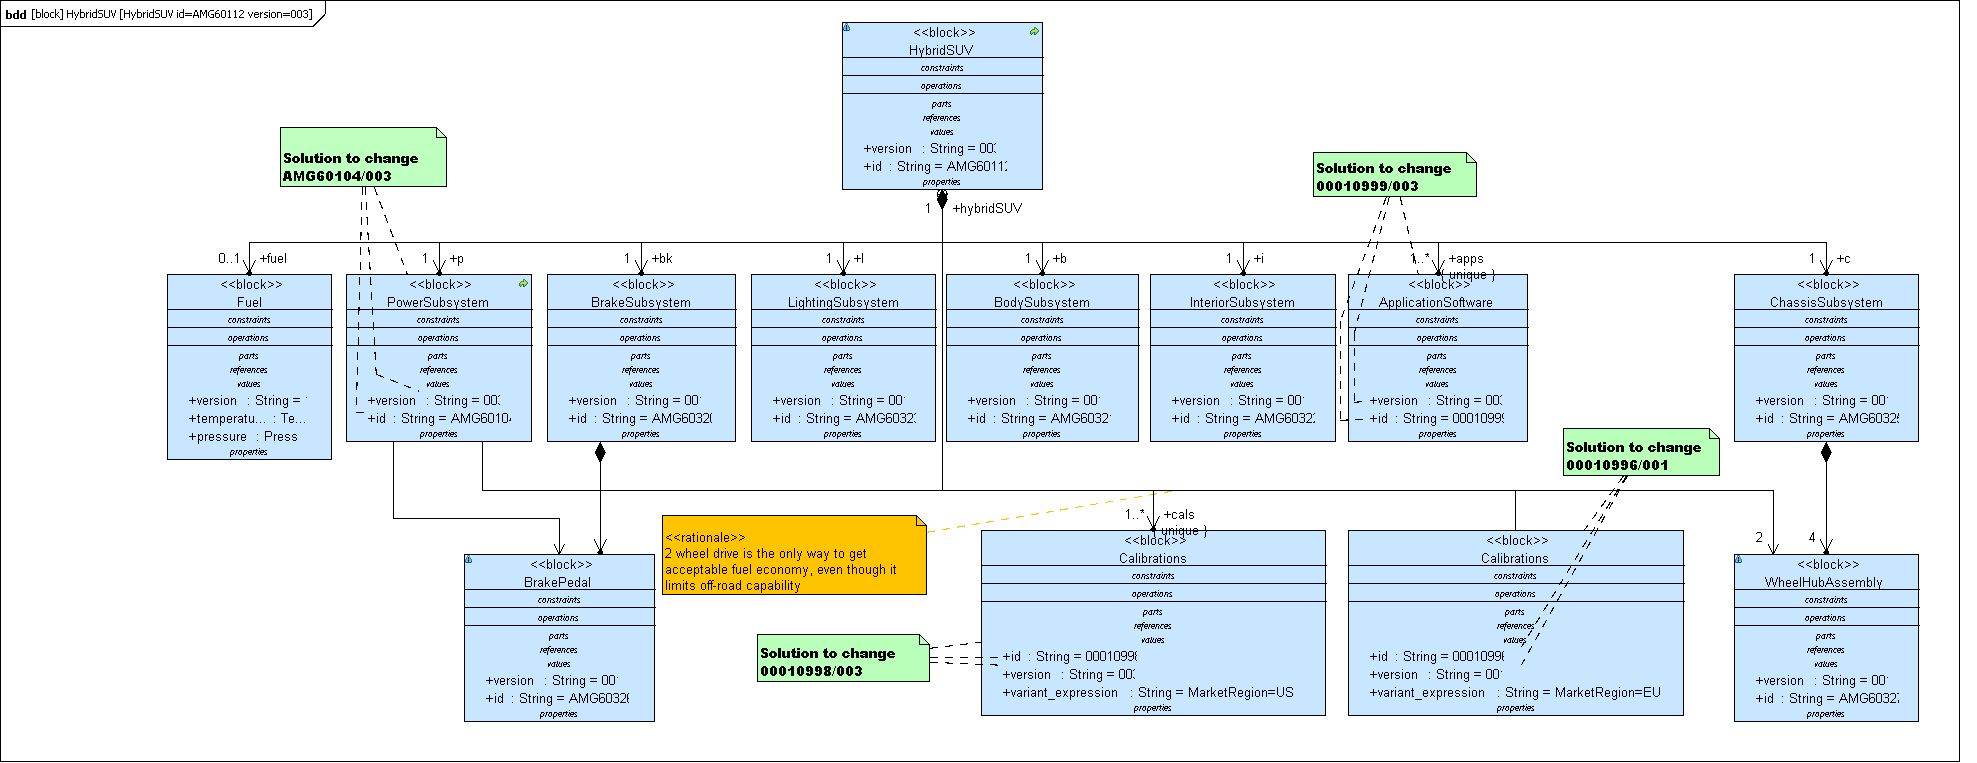 bdd [block] HybridSUV [HybridSUV id=AMG60112 version=003]
<<block>>
HybridSUV
constraints
operations
parts
references
values
+version : String = 00
+id : String = AMG6011
properties
1 +hybridSUV
Solution to change
AMG60104/003
Solution to change
00010999/003
0..1 +fuel
1 +p
1 +bk
1 +l
1 +b
1 +i
1..* +apps
{ unique }
1 +c
<<block>>
Fuel
constraints
operations
parts
references
values
+version : String =
+temperatu... : Te...
+pressure : Press
properties
<<block>>
PowerSubsystem
constraints
operations
parts
references
values
+version : String = 00
+id : String = AMG6010
properties
<<block>>
BrakeSubsystem
constraints
operations
parts
references
values
+version : String = 00
+id : String = AMG6032
properties
<<block>>
LightingSubsystem
constraints
operations
parts
references
values
+version : String = 00
+id : String = AMG6032
properties
<<block>>
BodySubsystem
constraints
operations
parts
references
values
+version : String = 00
+id : String = AMG6032
properties
<<block>>
InteriorSubsystem
constraints
operations
parts
references
values
+version : String = 00
+id : String = AMG6032
properties
<<block>>
ApplicationSoftware
constraints
operations
parts
references
values
+version : String = 00
+id : String = 0001099
properties
<<block>>
ChassisSubsystem
constraints
operations
parts
references
values
+version : String = 00
+id : String = AMG6032
properties
Solution to change
00010996/001
<<rationale>>
2 wheel drive is the only way to get
acceptable fuel economy, even though it
limits off-road capability
Solution to change
00010998/003
1..* +cals
unique }
2
4
<<block>>
BrakePedal
constraints
operations
parts
references
values
+version : String = 00
+id : String = AMG6032
properties
<<block>>
Calibrations
constraints
operations
parts
references
values
+id : String = 0001099
+version : String = 00
+variant_expression : String = MarketRegion=US
properties
<<block>>
Calibrations
constraints
operations
parts
references
values
+id : String = 0001099
+version : String = 00
+variant_expression : String = MarketRegion=EU
properties
<<block>>
WheelHubAssembly
constraints
operations
parts
references
values
+version : String = 00
+id : String = AMG6032
properties